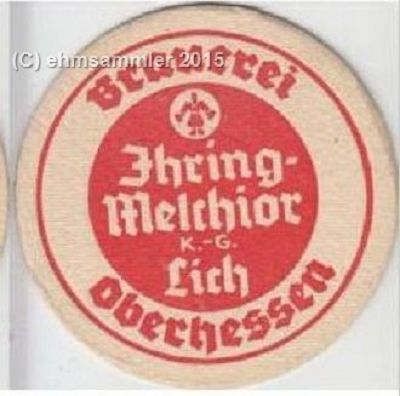 (C) ehmsammler 2015
Brauerei
Ihring-
Melchior
K.-G.
Lich
Oberhessen